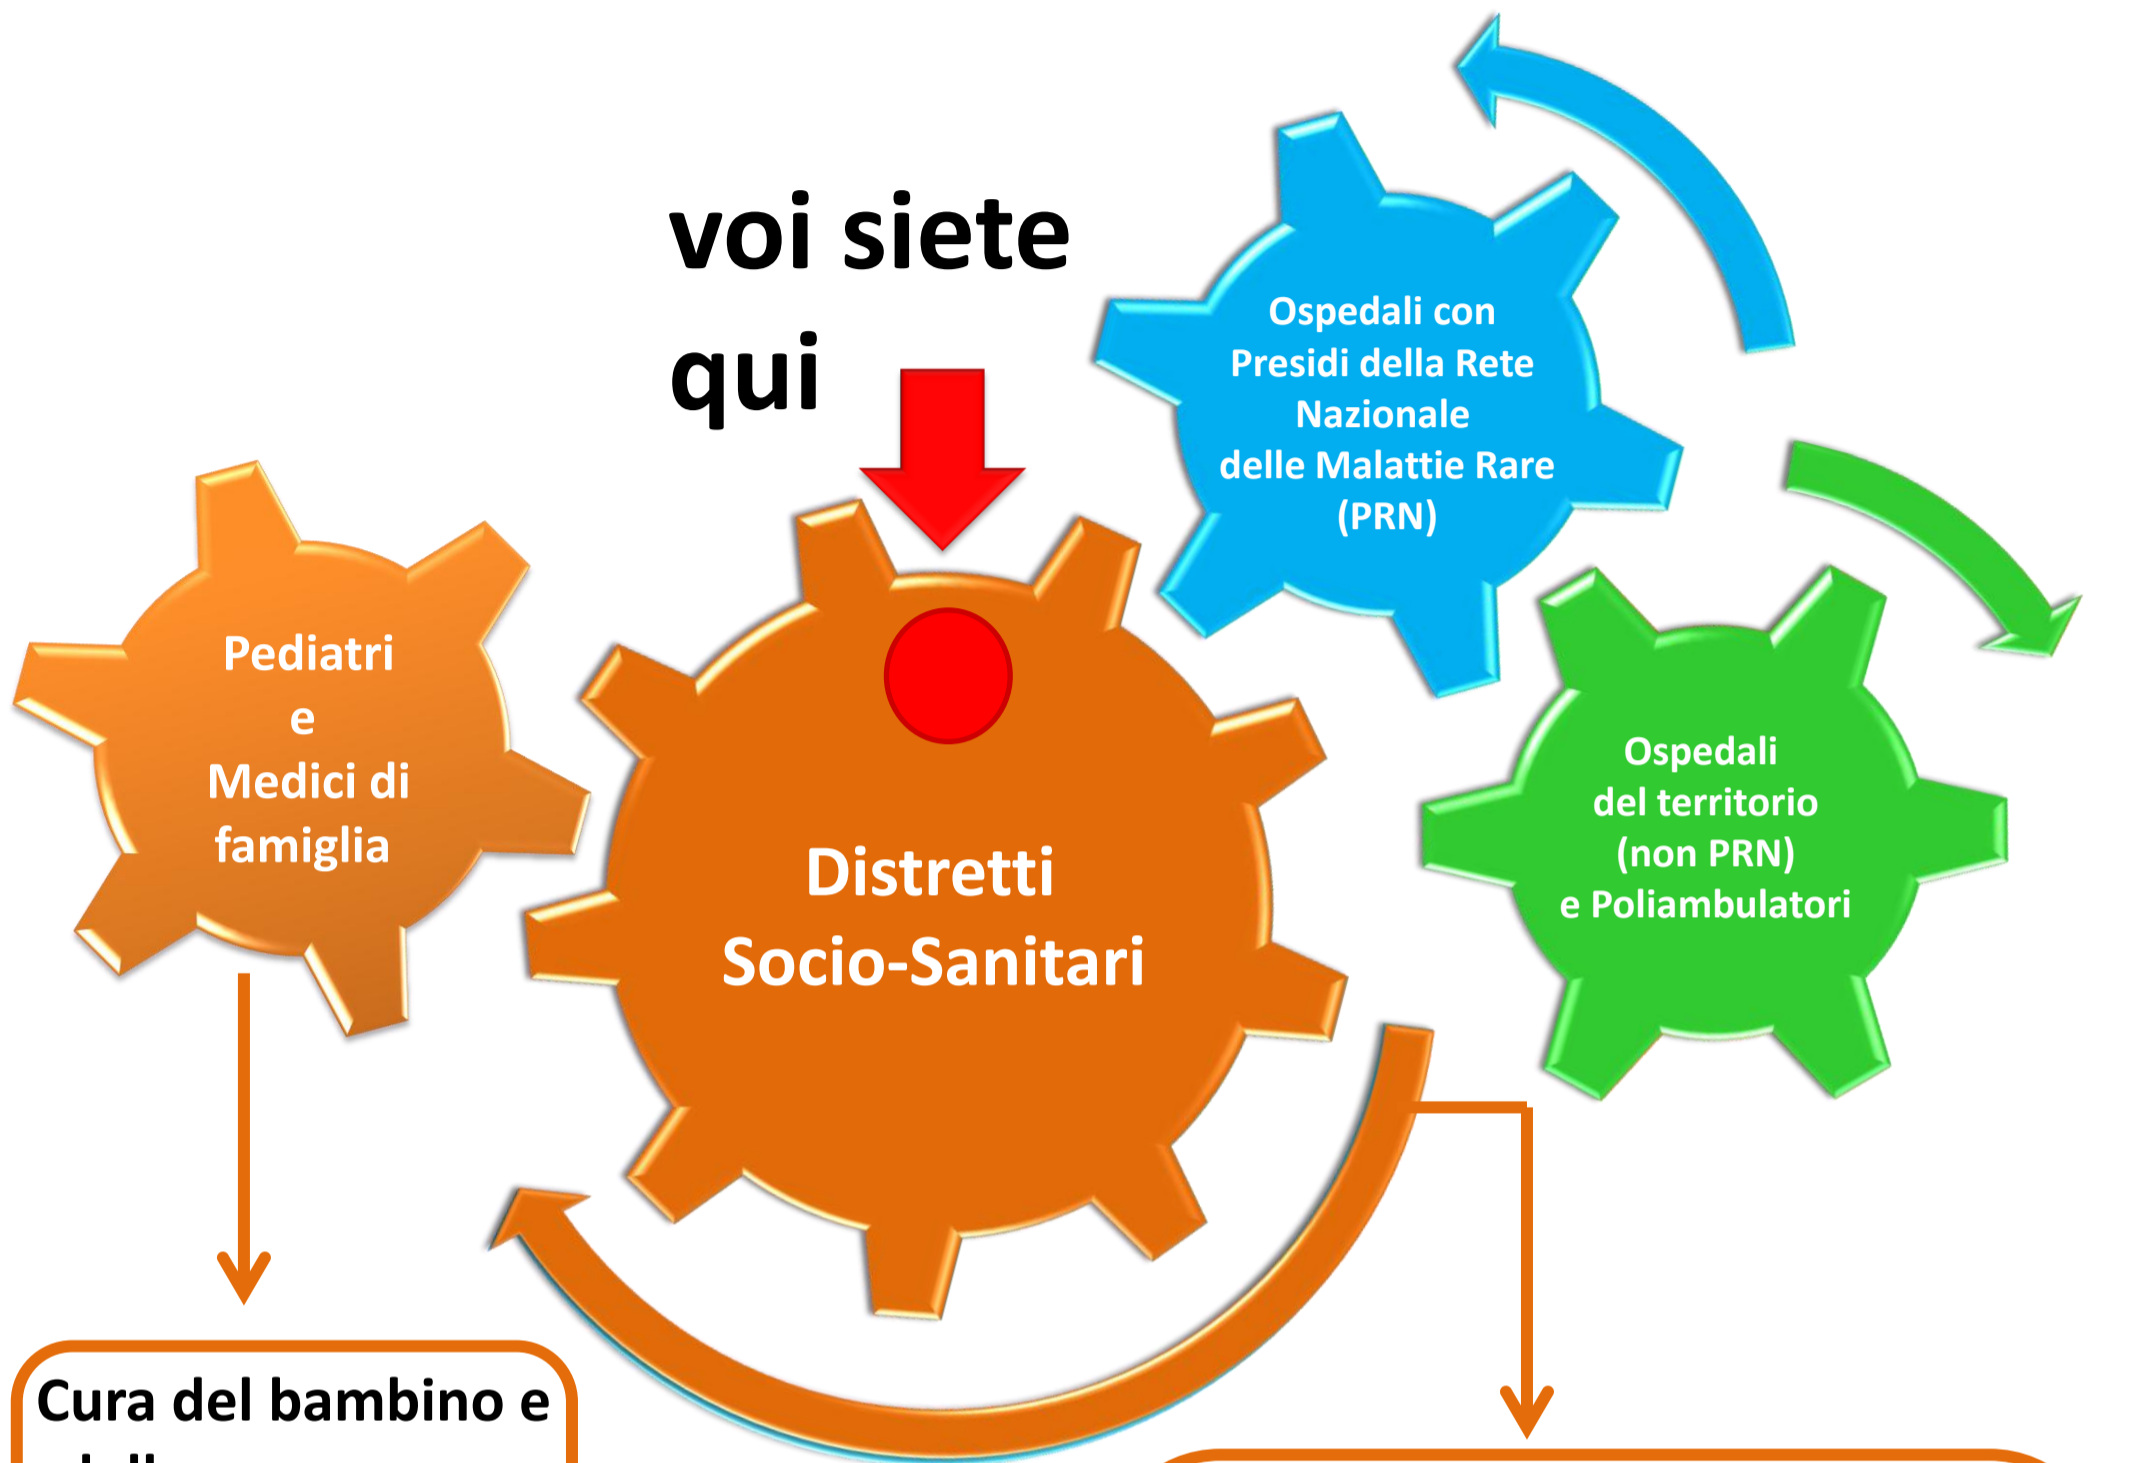 voi siete
qui
Ospedali con
Presidi della Rete
Nazionale
delle Malattie Rare
(PRN)
Pediatri
e
Medici di
famiglia
Distretti
Socio-Sanitari
Ospedali
del territorio
(non PRN)
e Poliambulatori
Cura del bambino e